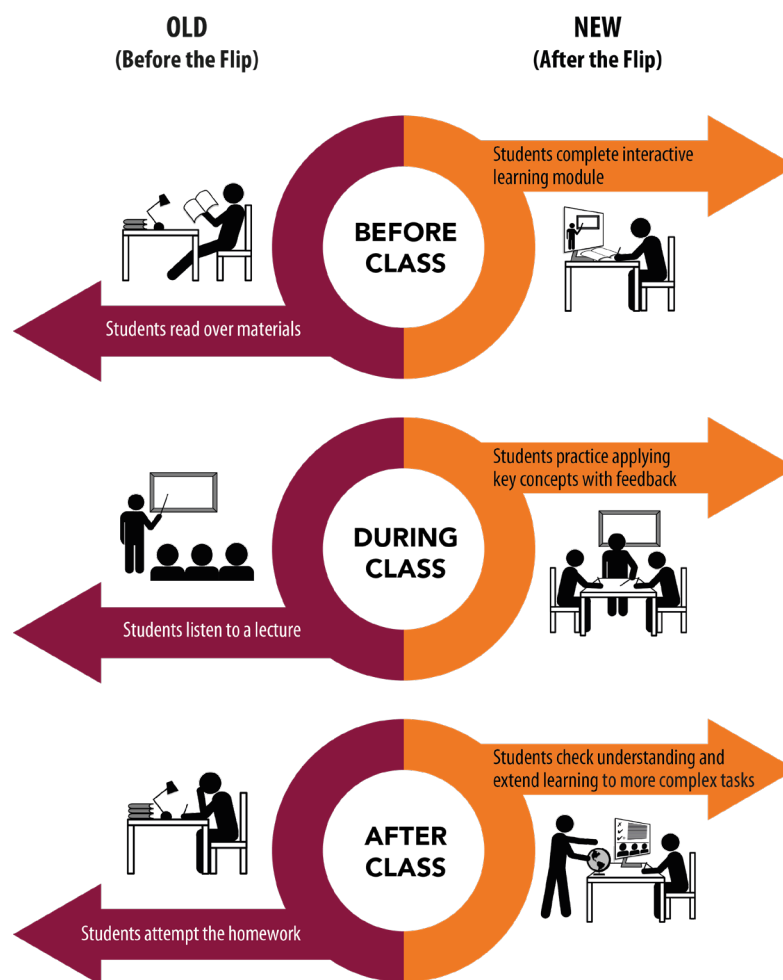 OLD
(Before the Flip)
NEW
(After the Flip)
Students complete interactive
learning module
BEFORE
CLASS
Students read over materials
Students practice applying
key concepts with feedback
DURING
CLASS
Students listen to a lecture
Students check understanding and
extend learning to more complex tasks
AFTER
CLASS
Students attempt the homework